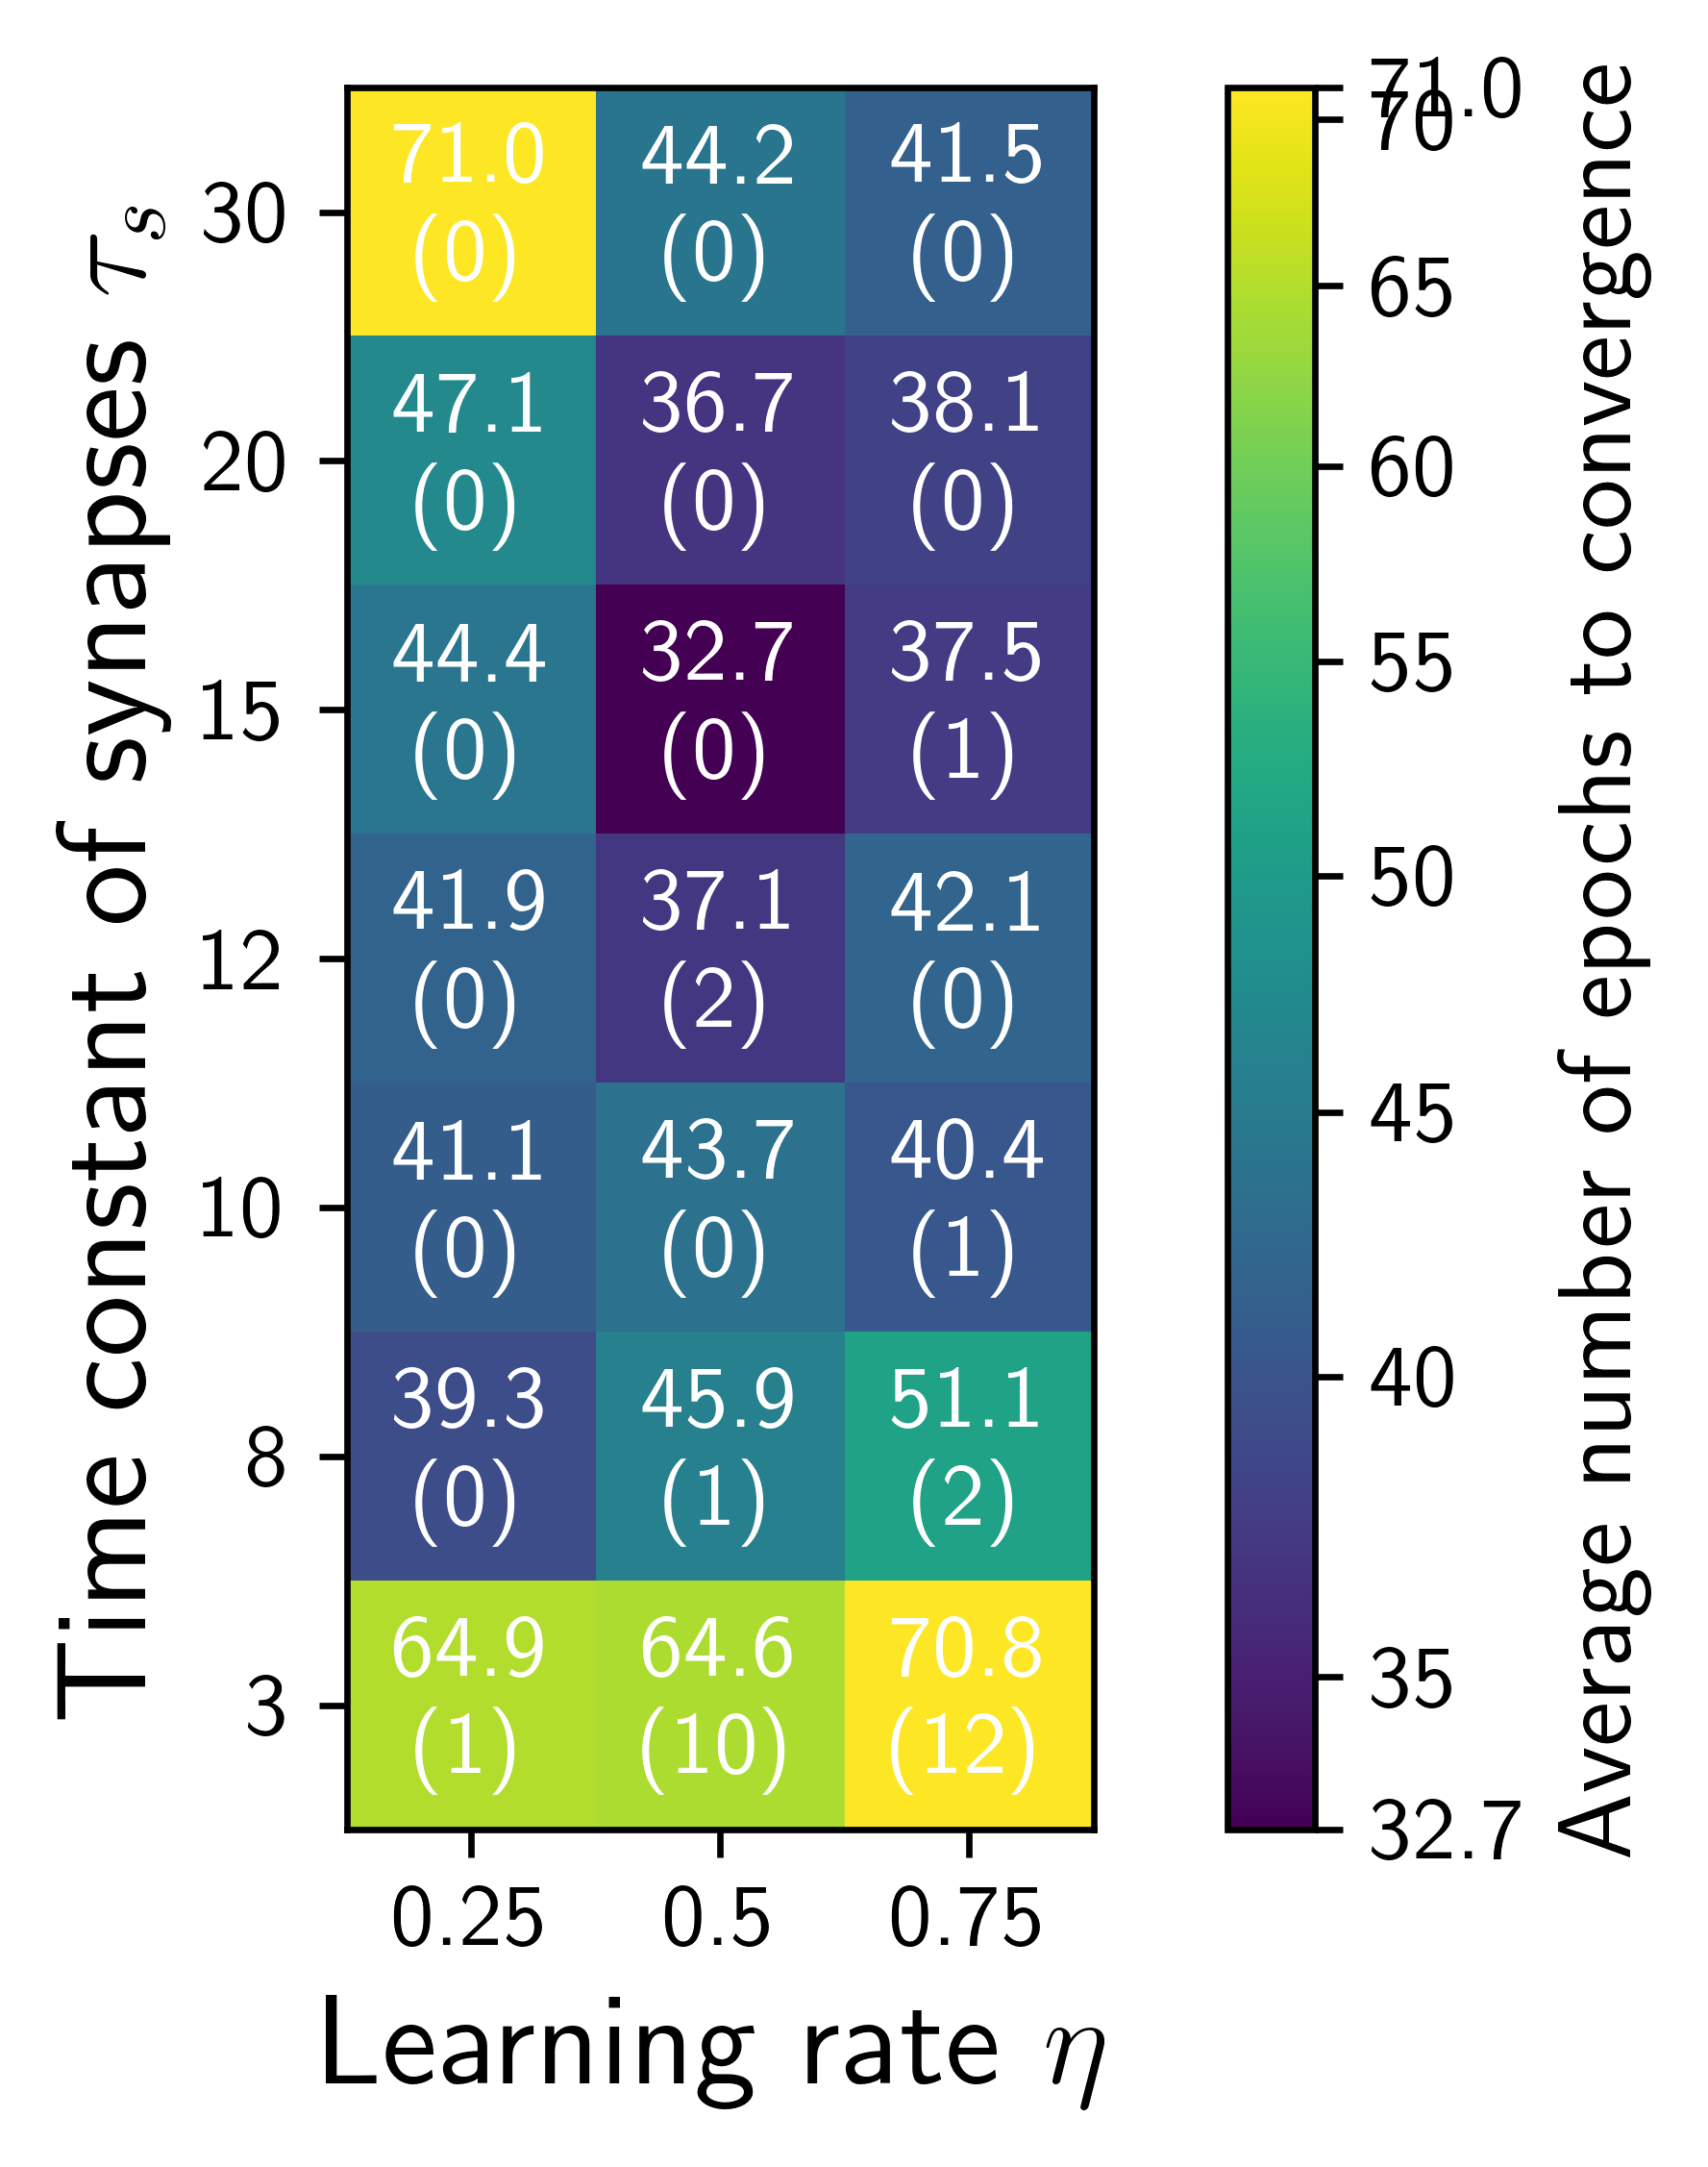 Time constant of synapses τs
30
20
15
12
10
8
3
71.0 44.2 41.5
(0) (0) (0)
47.1 36.7 38.1
(0) (0) (0)
44.4 32.7 37.5
(0) (0) (1)
41.9 37.1 42.1
(0) (2) (0)
41.1 43.7 40.4
(0) (0) (1)
39.3 45.9 51.1
(0) (1) (2)
64.9 64.6 70.8
(1) (10) (12)
0.25 0.5 0.75
Learning rate η
71.0
70
65
60
55
50
45
40
35
32.7
Average number of epochs to convergence